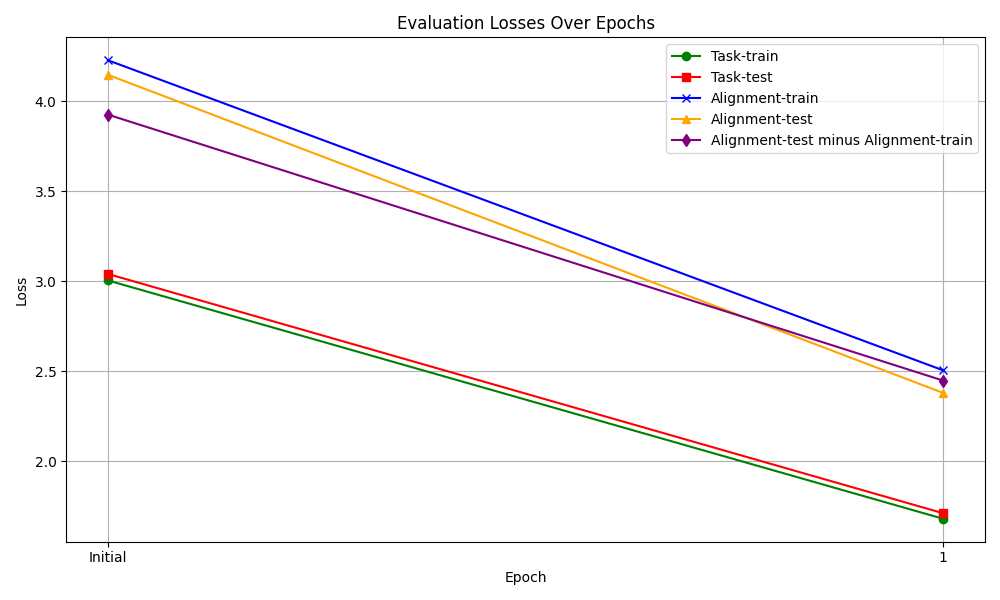 Evaluation Losses Over Epochs
Task-train
Task-test
Alignment-train
Alignment-test
Alignment-test minus Alignment-train
4.0
3.5
3.0
2.5
2.0
Loss
Initial
1
Epoch